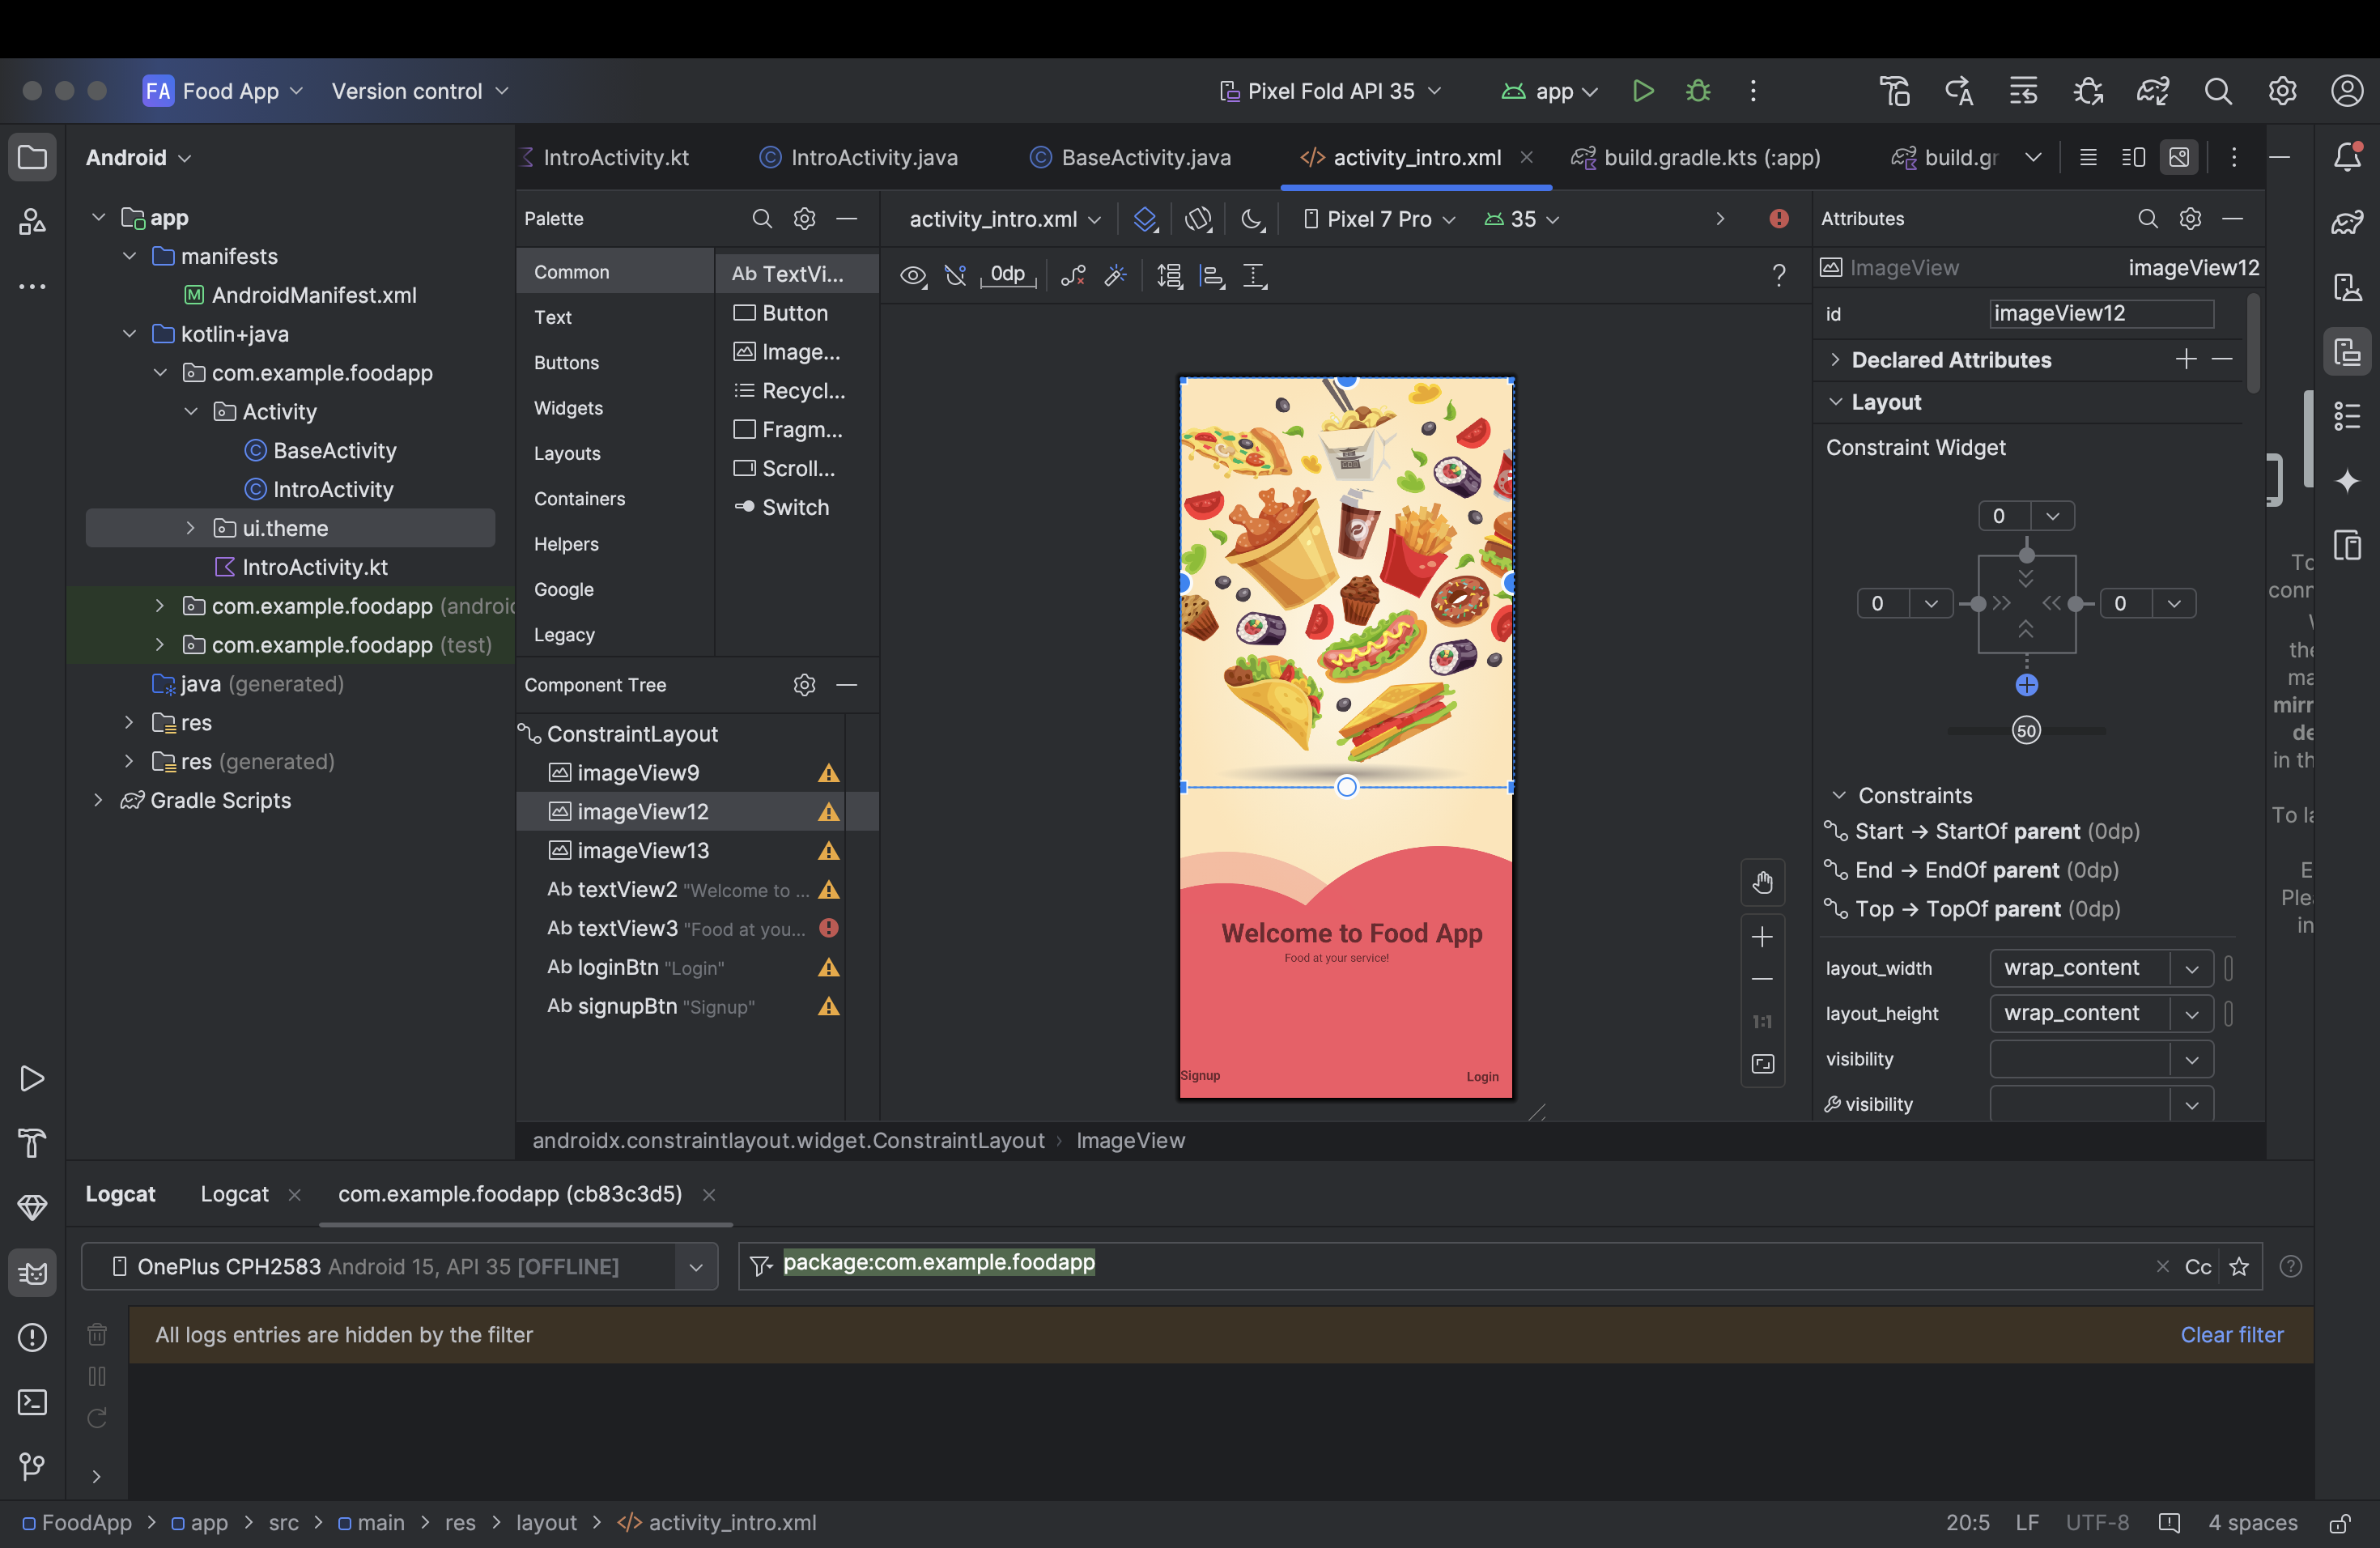 FA Food App Version control Pixel Fold API 35 app
Android
app
manifests
AndroidManifest.xml
kotlin+java
com.example.foodapp
Activity
BaseActivity
IntroActivity
ui.theme
IntroActivity.kt
com.example.foodapp (androi
com.example.foodapp (test)
java (generated)
res
res (generated)
Gradle Scripts
IntroActivity.kt IntroActivity.java BaseActivity.java activity_intro.xml build.gradle.kts (:app) build.gr
Palette
Common
Text
Buttons
Widgets
Layouts
Containers
Helpers
Google
Legacy
Ab TextVi...
Button
Image...
Recycl...
Fragm...
Scroll...
Switch
Component Tree
ConstraintLayout
imageView9
imageView12
imageView13
Ab textView2 "Welcome to ...
Ab textView3 "Food at you...
Ab loginBtn "Login"
Ab signupBtn "Signup"
activity_intro.xml Pixel 7 Pro 35
0dp ?
Welcome to Food App
Food at your service!
Signup Login
1:1
Attributes
ImageView imageView12
id imageView12
Declared Attributes
Layout
Constraint Widget
0
0 0
50
Constraints
Start → StartOf parent (0dp)
End → EndOf parent (0dp)
Top → TopOf parent (0dp)
layout_width wrap_content
layout_height wrap_content
visibility
visibility
To
conn
the
ma
mirr
de
in th
To la
E
Plea
in
androidx.constraintlayout.widget.ConstraintLayout › ImageView
Logcat Logcat com.example.foodapp (cb83c3d5)
OnePlus CPH2583 Android 15, API 35 [OFFLINE] package:com.example.foodapp Cc ?
All logs entries are hidden by the filter Clear filter
FoodApp > app > src > main > res > layout > activity_intro.xml 20:5 LF UTF-8 4 spaces